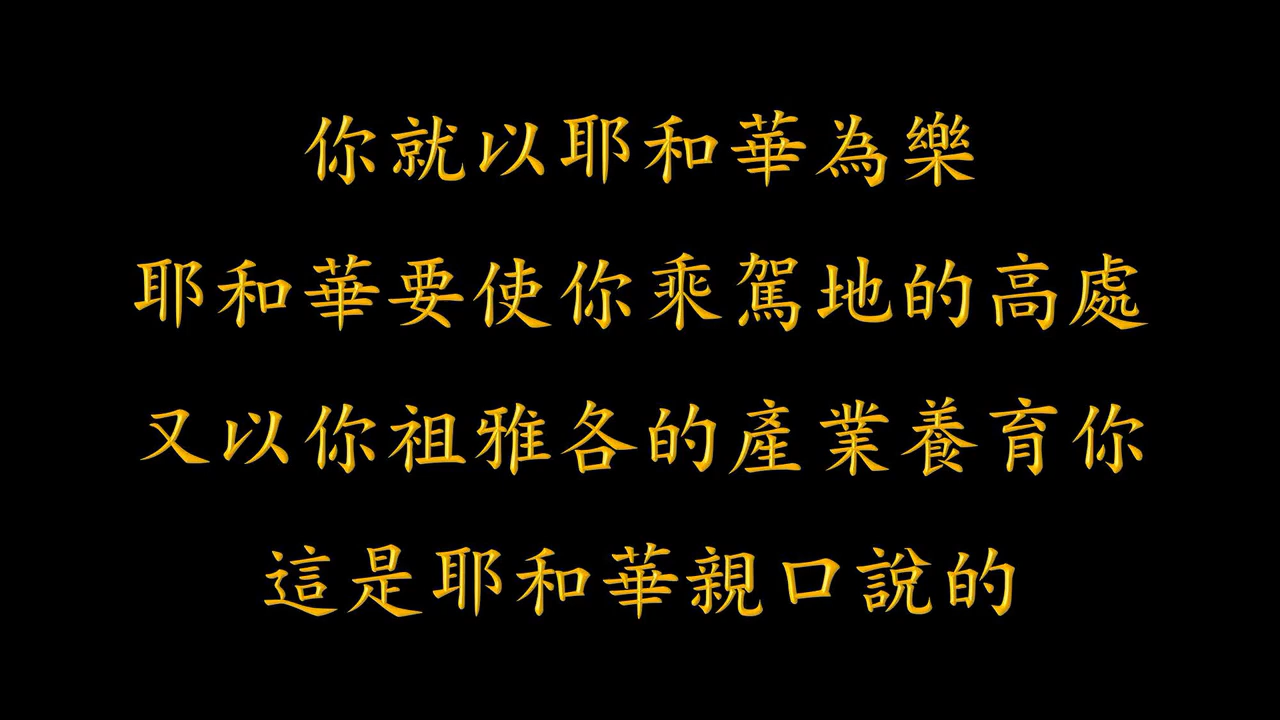 你就以耶和華為樂
耶和華要使你乘駕地的高處
又以你祖雅各的產業養育你
這是耶和華親口說的